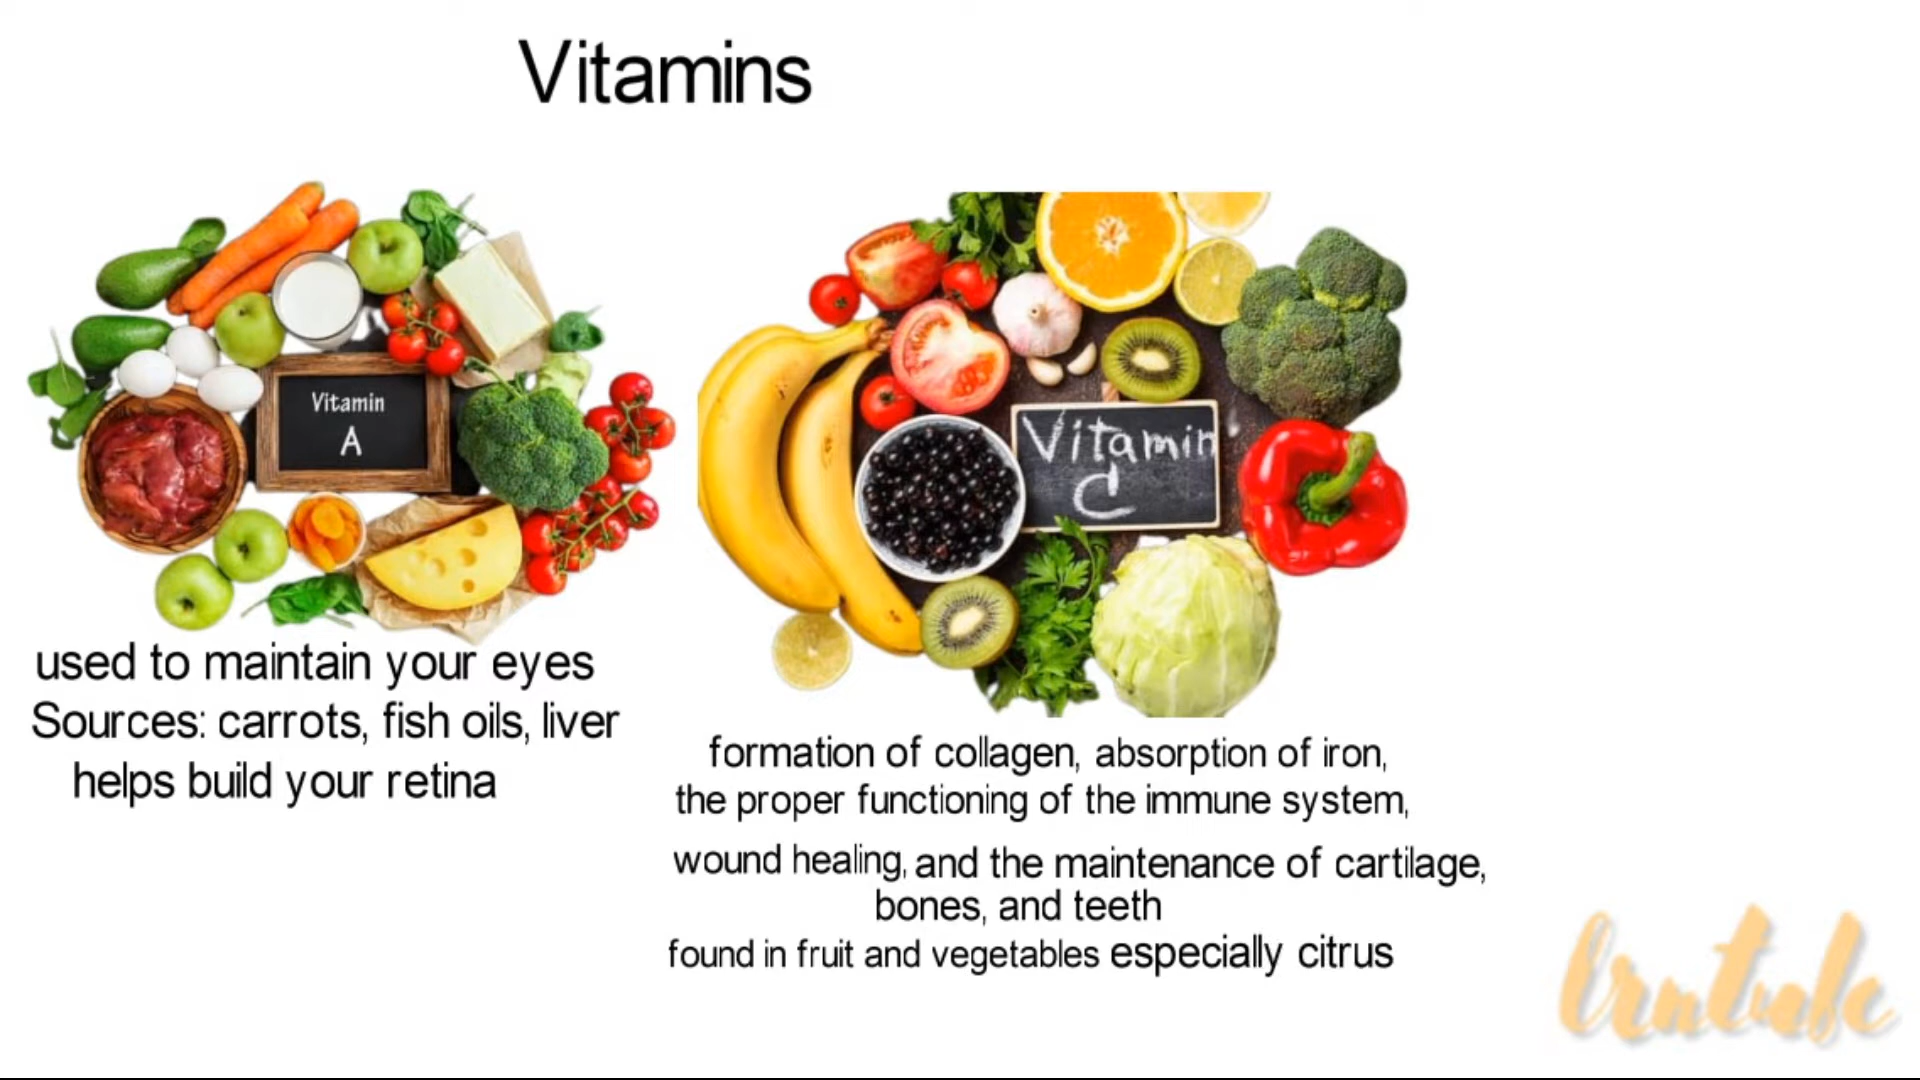 Vitamins
Vitamin
A
used to maintain your eyes
Sources: carrots, fish oils, liver
helps build your retina
Vitamin
C
formation of collagen, absorption of iron,
the proper functioning of the immune system,
wound healing, and the maintenance of cartilage,
bones, and teeth
found in fruit and vegetables especially citrus